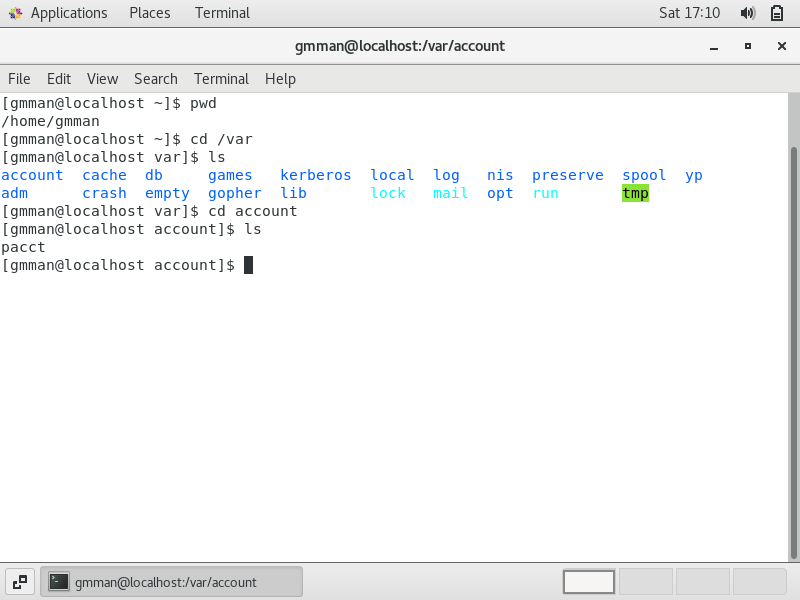 Applications Places Terminal Sat 17:10
gmman@localhost:/var/account
File Edit View Search Terminal Help
[gmman@localhost ~]$ pwd
/home/gmman
[gmman@localhost ~]$ cd /var
[gmman@localhost var]$ ls
account cache db games kerberos local log nis preserve spool yp
adm crash empty gopher lib lock mail opt run tmp
[gmman@localhost var]$ cd account
[gmman@localhost account]$ ls
pacct
[gmman@localhost account]$
gmman@localhost:/var/account